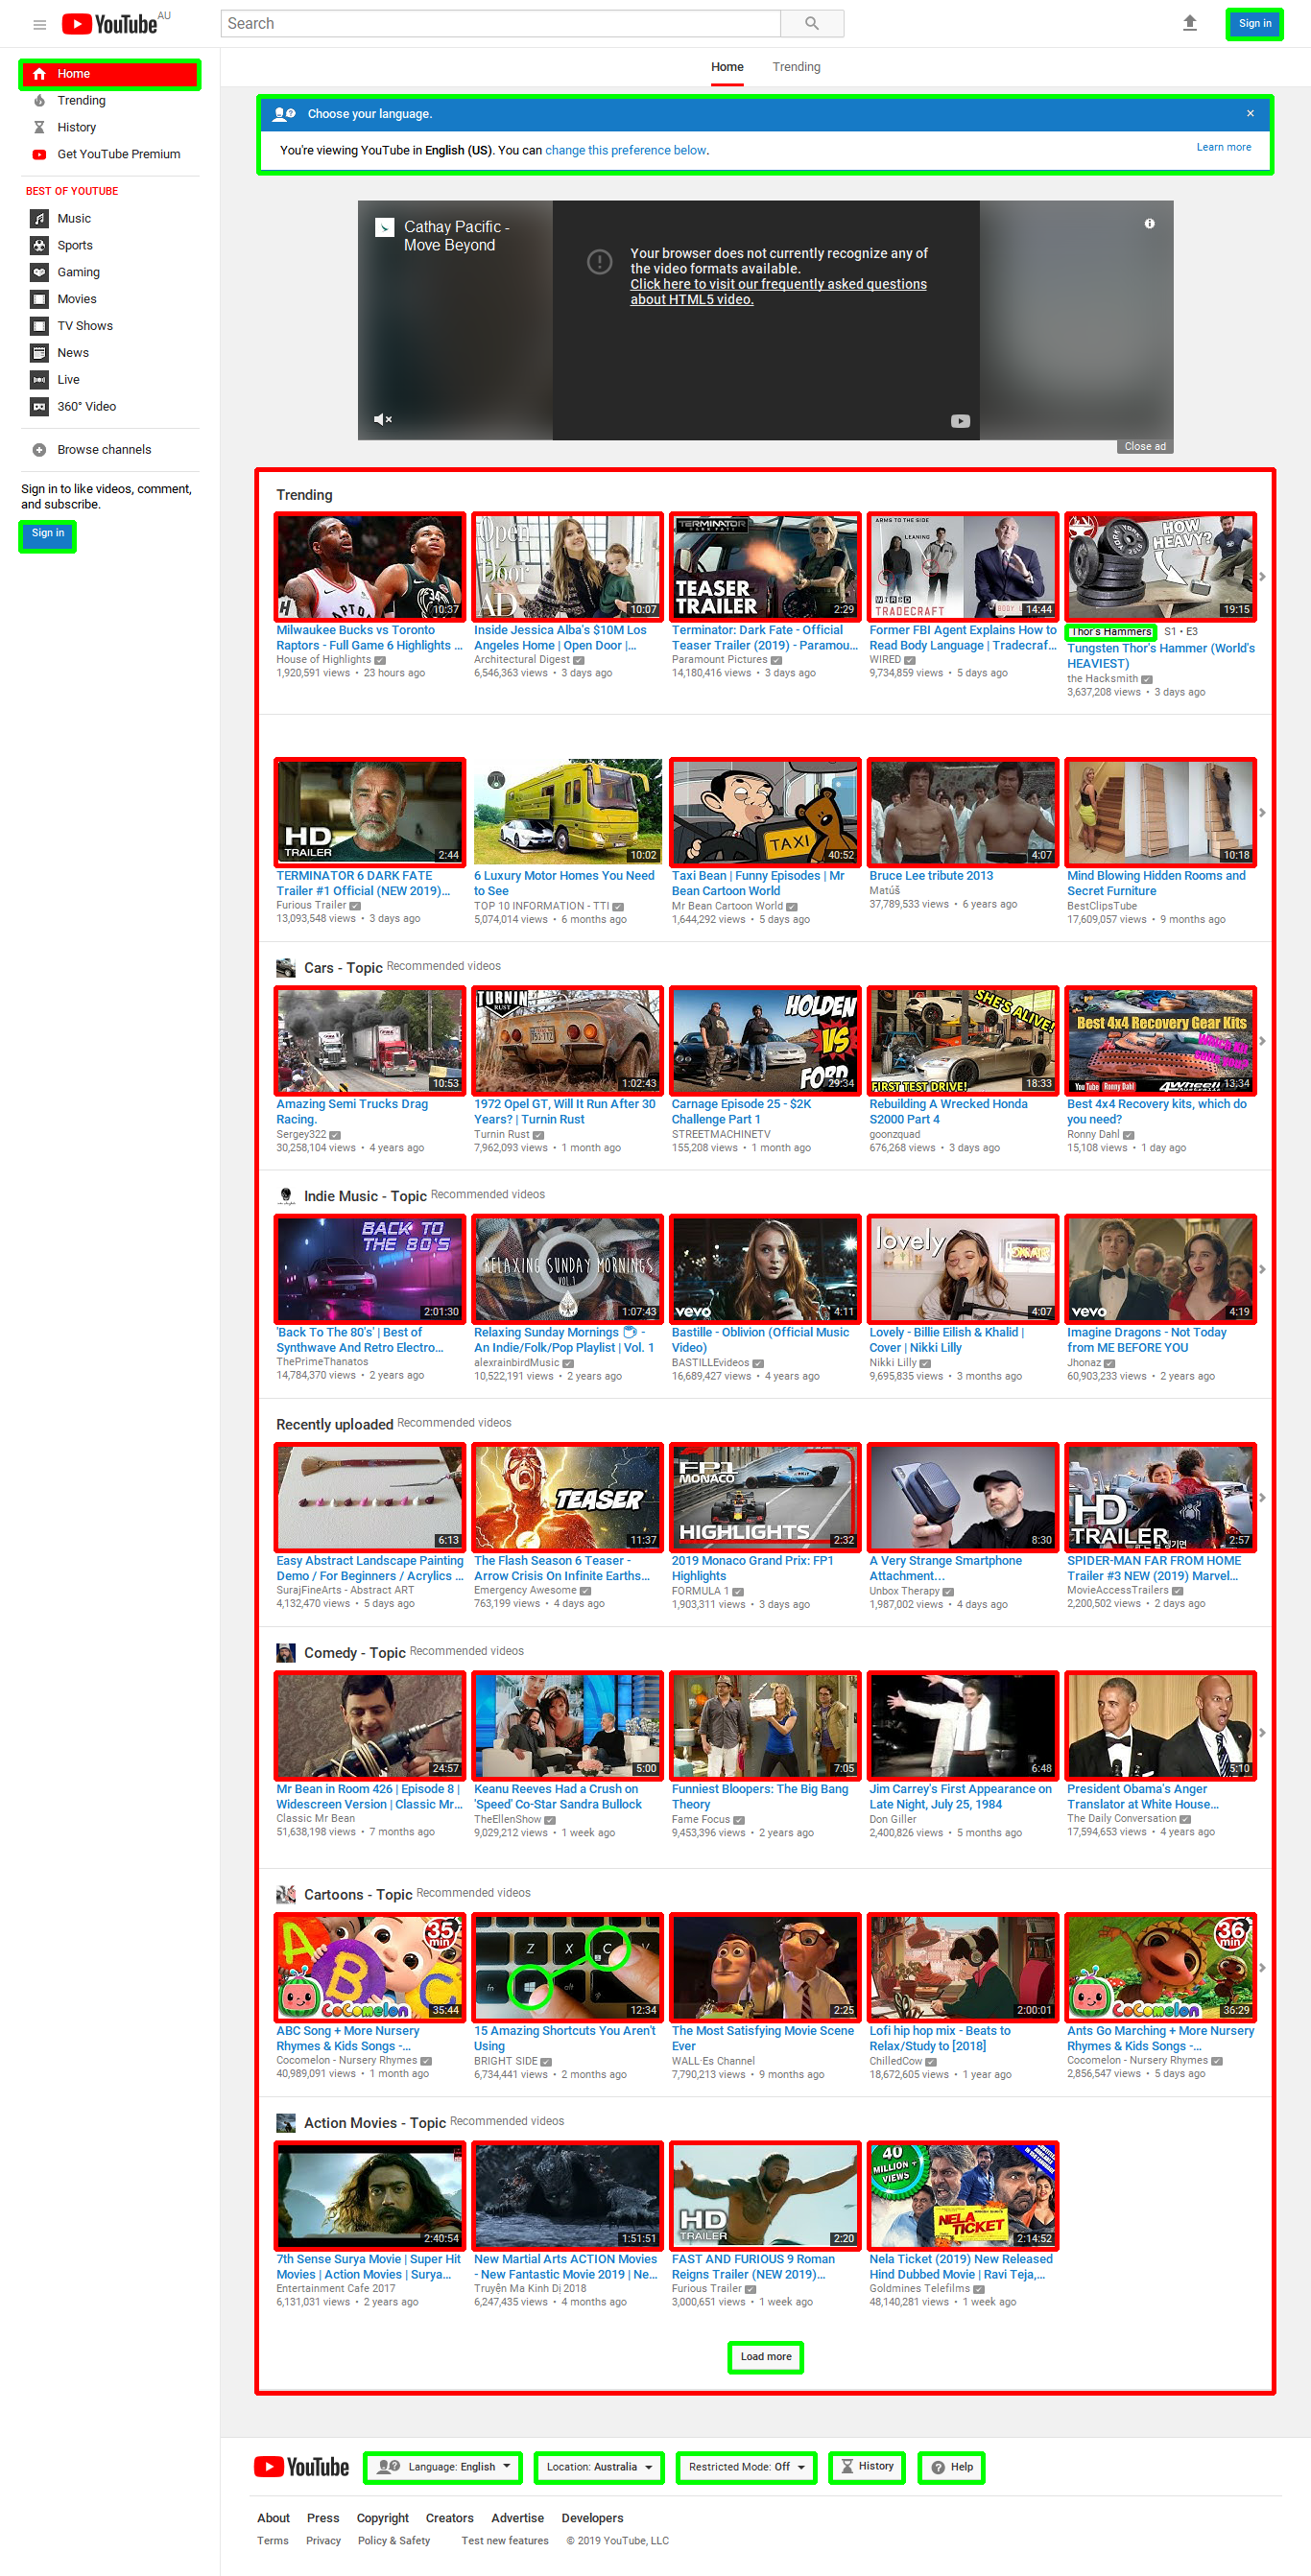 YouTube AU
Search
Sign in
Home
Trending
History
Get YouTube Premium
BEST OF YOUTUBE
Music
Sports
Gaming
Movies
TV Shows
News
Live
360° Video
Browse channels
Sign in to like videos, comment,
and subscribe.
Sign in
Home Trending
Choose your language. ×
You're viewing YouTube in English (US). You can change this preference below.
Learn more
Cathay Pacific -
Move Beyond
Your browser does not currently recognize any of
the video formats available.
Click here to visit our frequently asked questions
about HTML5 video.
Close ad
Trending
10:37
Milwaukee Bucks vs Toronto
Raptors - Full Game 6 Highlights ...
House of Highlights
1,920,591 views • 23 hours ago
Open
Door
AD
10:07
Inside Jessica Alba's $10M Los
Angeles Home | Open Door |...
Architectural Digest
6,546,363 views • 3 days ago
TERMINATOR
DARK FATE
TEASER
TRAILER
2:29
Terminator: Dark Fate - Official
Teaser Trailer (2019) - Paramou...
Paramount Pictures
14,180,416 views • 3 days ago
ARMS TO THE SIDE
LEANING
WIRED
TRADECRAFT
14:44
Former FBI Agent Explains How to
Read Body Language | Tradecraf...
WIRED
9,734,859 views • 5 days ago
HOW
HEAVY?
19:15
Thor's Hammers S1 • E3
Tungsten Thor's Hammer (World's
HEAVIEST)
the Hacksmith
3,637,208 views • 3 days ago
HD
TRAILER
2:44
TERMINATOR 6 DARK FATE
Trailer #1 Official (NEW 2019)...
Furious Trailer
13,093,548 views • 3 days ago
10:02
6 Luxury Motor Homes You Need
to See
TOP 10 INFORMATION - TTI
5,074,014 views • 6 months ago
TAXI
40:52
Taxi Bean | Funny Episodes | Mr
Bean Cartoon World
Mr Bean Cartoon World
1,644,292 views • 5 days ago
4:07
Bruce Lee tribute 2013
Matúš
37,789,533 views • 6 years ago
10:18
Mind Blowing Hidden Rooms and
Secret Furniture
BestClipsTube
17,609,057 views • 9 months ago
Cars - Topic Recommended videos
10:53
Amazing Semi Trucks Drag
Racing.
Sergey322
30,258,104 views • 4 years ago
TURNIN
RUST
1:02:43
1972 Opel GT, Will It Run After 30
Years? | Turnin Rust
Turnin Rust
7,962,093 views • 1 month ago
HOLDEN
VS
FORD
29:34
Carnage Episode 25 - $2K
Challenge Part 1
STREETMACHINETV
155,208 views • 1 month ago
SHE'S ALIVE!
FIRST TEST DRIVE!
18:33
Rebuilding A Wrecked Honda
S2000 Part 4
goonzquad
676,268 views • 3 days ago
Best 4x4 Recovery Gear Kits
YouTube Ronny Dahl
13:34
Best 4x4 Recovery kits, which do
you need?
Ronny Dahl
15,108 views • 1 day ago
Indie Music - Topic Recommended videos
BACK TO
THE 80'S
2:01:30
'Back To The 80's' | Best of
Synthwave And Retro Electro...
ThePrimeThanatos
14,784,370 views • 2 years ago
RELAXING SUNDAY MORNINGS
VOL.1
1:07:43
Relaxing Sunday Mornings ☕ -
An Indie/Folk/Pop Playlist | Vol. 1
alexrainbirdMusic
10,522,191 views • 2 years ago
vevo
4:11
Bastille - Oblivion (Official Music
Video)
BASTILLEvideos
16,689,427 views • 4 years ago
lovely
4:07
Lovely - Billie Eilish & Khalid |
Cover | Nikki Lilly
Nikki Lilly
9,695,835 views • 3 months ago
vevo
4:19
Imagine Dragons - Not Today
from ME BEFORE YOU
Jhonaz
60,903,233 views • 2 years ago
Recently uploaded Recommended videos
6:13
Easy Abstract Landscape Painting
Demo / For Beginners / Acrylics ...
SurajFineArts - Abstract ART
4,132,470 views • 5 days ago
TEASER
11:37
The Flash Season 6 Teaser -
Arrow Crisis On Infinite Earths...
Emergency Awesome
763,199 views • 4 days ago
FP1
MONACO
HIGHLIGHTS
2:32
2019 Monaco Grand Prix: FP1
Highlights
FORMULA 1
1,903,311 views • 3 days ago
8:30
A Very Strange Smartphone
Attachment...
Unbox Therapy
1,987,002 views • 4 days ago
HD
TRAILER
2:57
SPIDER-MAN FAR FROM HOME
Trailer #3 NEW (2019) Marvel...
MovieAccessTrailers
2,200,502 views • 2 days ago
Comedy - Topic Recommended videos
24:57
Mr Bean in Room 426 | Episode 8 |
Widescreen Version | Classic Mr...
Classic Mr Bean
51,638,198 views • 7 months ago
5:00
Keanu Reeves Had a Crush on
'Speed' Co-Star Sandra Bullock
TheEllenShow
9,029,212 views • 1 week ago
7:05
Funniest Bloopers: The Big Bang
Theory
Fame Focus
9,453,396 views • 2 years ago
6:48
Jim Carrey's First Appearance on
Late Night, July 25, 1984
Don Giller
2,400,826 views • 5 months ago
5:10
President Obama's Anger
Translator at White House...
The Daily Conversation
17,594,653 views • 4 years ago
Cartoons - Topic Recommended videos
35
min
ABC
CoComelon
35:44
ABC Song + More Nursery
Rhymes & Kids Songs -...
Cocomelon - Nursery Rhymes
40,989,091 views • 1 month ago
Z X C V
fn alt
12:34
15 Amazing Shortcuts You Aren't
Using
BRIGHT SIDE
6,734,441 views • 2 months ago
2:25
The Most Satisfying Movie Scene
Ever
WALL·Es Channel
7,790,213 views • 9 months ago
2:00:01
Lofi hip hop mix - Beats to
Relax/Study to [2018]
ChilledCow
18,672,605 views • 1 year ago
36
min
CoComelon
36:29
Ants Go Marching + More Nursery
Rhymes & Kids Songs -...
Cocomelon - Nursery Rhymes
2,856,547 views • 5 days ago
Action Movies - Topic Recommended videos
2:40:54
7th Sense Surya Movie | Super Hit
Movies | Action Movies | Surya...
Entertainment Cafe 2017
6,131,031 views • 2 years ago
1:51:51
New Martial Arts ACTION Movies
- New Fantastic Movie 2019 | Ne...
Truyện Ma Kinh Dị 2018
6,247,435 views • 4 months ago
HD
TRAILER
2:20
FAST AND FURIOUS 9 Roman
Reigns Trailer (NEW 2019)...
Furious Trailer
3,000,651 views • 1 week ago
40
MILLION +
VIEWS
NELA
TICKET
2:14:52
Nela Ticket (2019) New Released
Hind Dubbed Movie | Ravi Teja,...
Goldmines Telefilms
48,140,281 views • 1 week ago
Load more
YouTube Language: English Location: Australia Restricted Mode: Off History Help
About Press Copyright Creators Advertise Developers
Terms Privacy Policy & Safety Test new features © 2019 YouTube, LLC